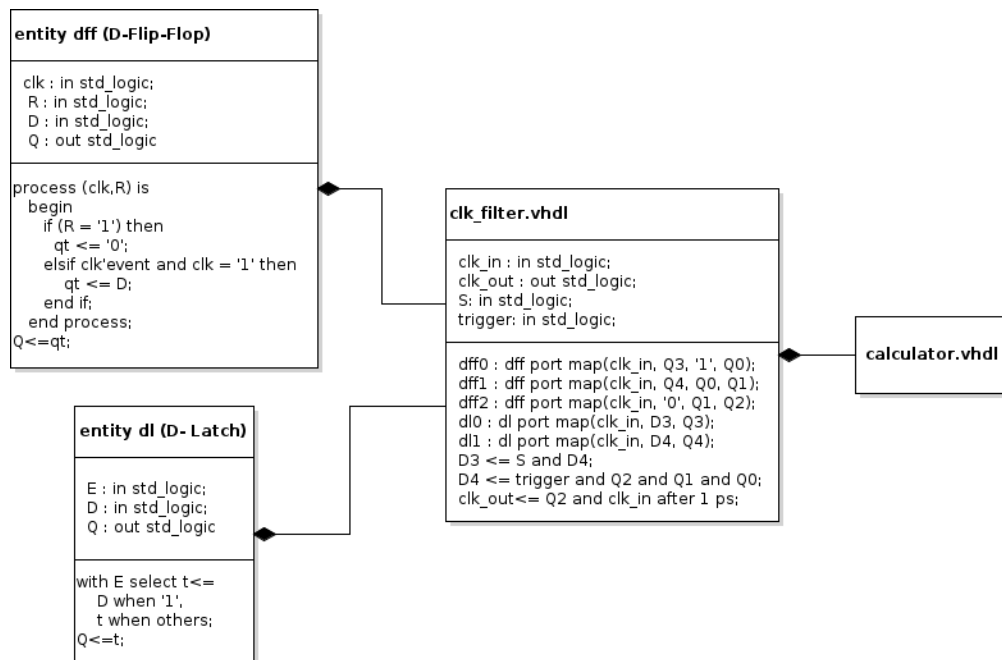 entity dff (D-Flip-Flop)
clk : in std_logic;
R : in std_logic;
D : in std_logic;
Q : out std_logic
process (clk,R) is
begin
if (R = '1') then
qt <= '0';
elsif clk'event and clk = '1' then
qt <= D;
end if;
end process;
Q<=qt;
entity dl (D- Latch)
E : in std_logic;
D : in std_logic;
Q : out std_logic
with E select t<=
D when '1',
t when others;
Q<=t;
clk_filter.vhdl
clk_in : in std_logic;
clk_out : out std_logic;
S: in std_logic;
trigger: in std_logic;
dff0 : dff port map(clk_in, Q3, '1', Q0);
dff1 : dff port map(clk_in, Q4, Q0, Q1);
dff2 : dff port map(clk_in, '0', Q1, Q2);
dl0 : dl port map(clk_in, D3, Q3);
dl1 : dl port map(clk_in, D4, Q4);
D3 <= S and D4;
D4 <= trigger and Q2 and Q1 and Q0;
clk_out<= Q2 and clk_in after 1 ps;
calculator.vhdl